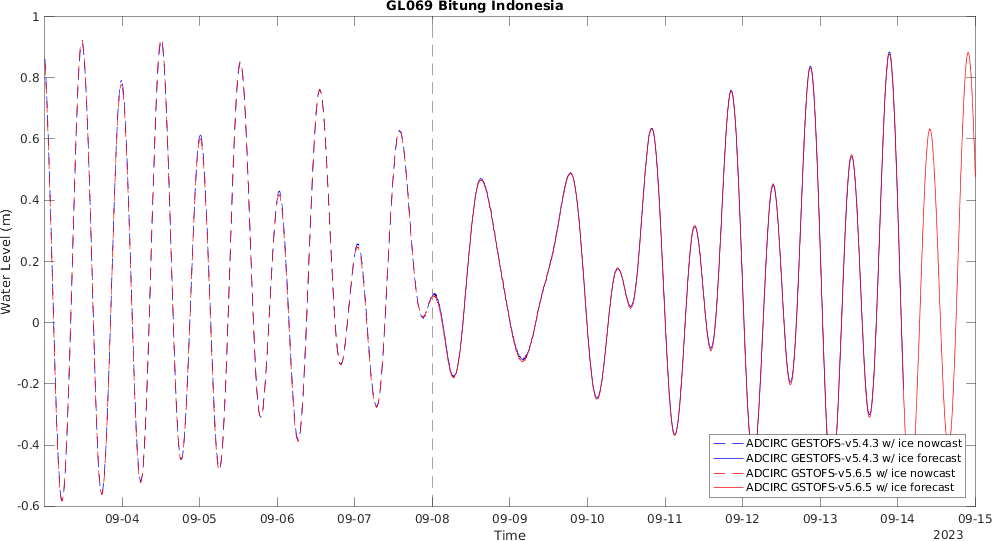 GL069 Bitung Indonesia
1
0.8
0.6
0.4
0.2
0
-0.2
-0.4
-0.6
Water Level (m)
ADCIRC GESTOFS-v5.4.3 w/ ice nowcast
ADCIRC GESTOFS-v5.4.3 w/ ice forecast
ADCIRC GSTOFS-v5.6.5 w/ ice nowcast
ADCIRC GSTOFS-v5.6.5 w/ ice forecast
09-04 09-05 09-06 09-07 09-08 09-09 09-10 09-11 09-12 09-13 09-14 09-15
Time
2023